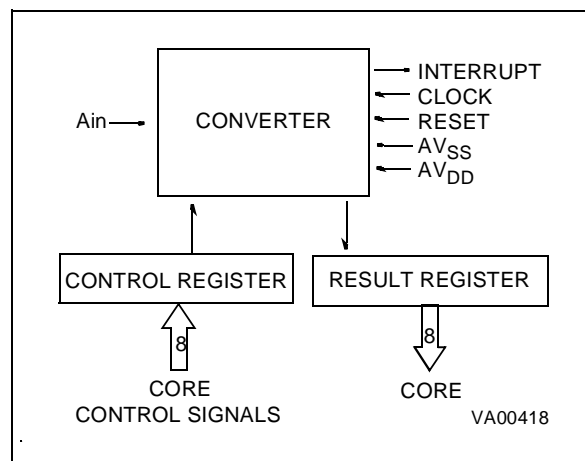 INTERRUPT
CLOCK
Ain
CONVERTER
RESET
AVSS
AVDD
CONTROL REGISTER
RESULT REGISTER
8
8
CORE
CONTROL SIGNALS
CORE
VA00418